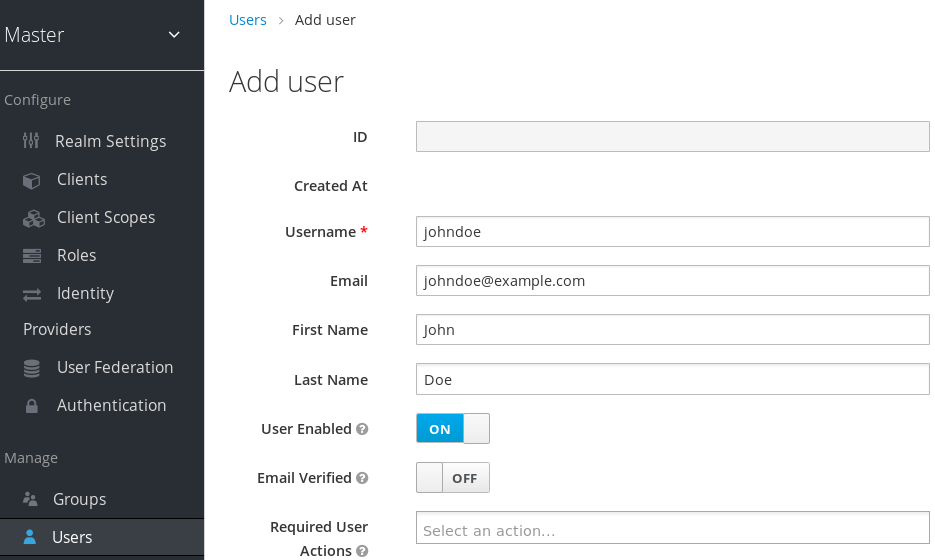 Master
Configure
Realm Settings
Clients
Client Scopes
Roles
Identity
Providers
User Federation
Authentication
Manage
Groups
Users
Users › Add user
Add user
ID
Created At
Username * johndoe
Email johndoe@example.com
First Name John
Last Name Doe
User Enabled ? ON
Email Verified ? OFF
Required User Select an action...
Actions ?